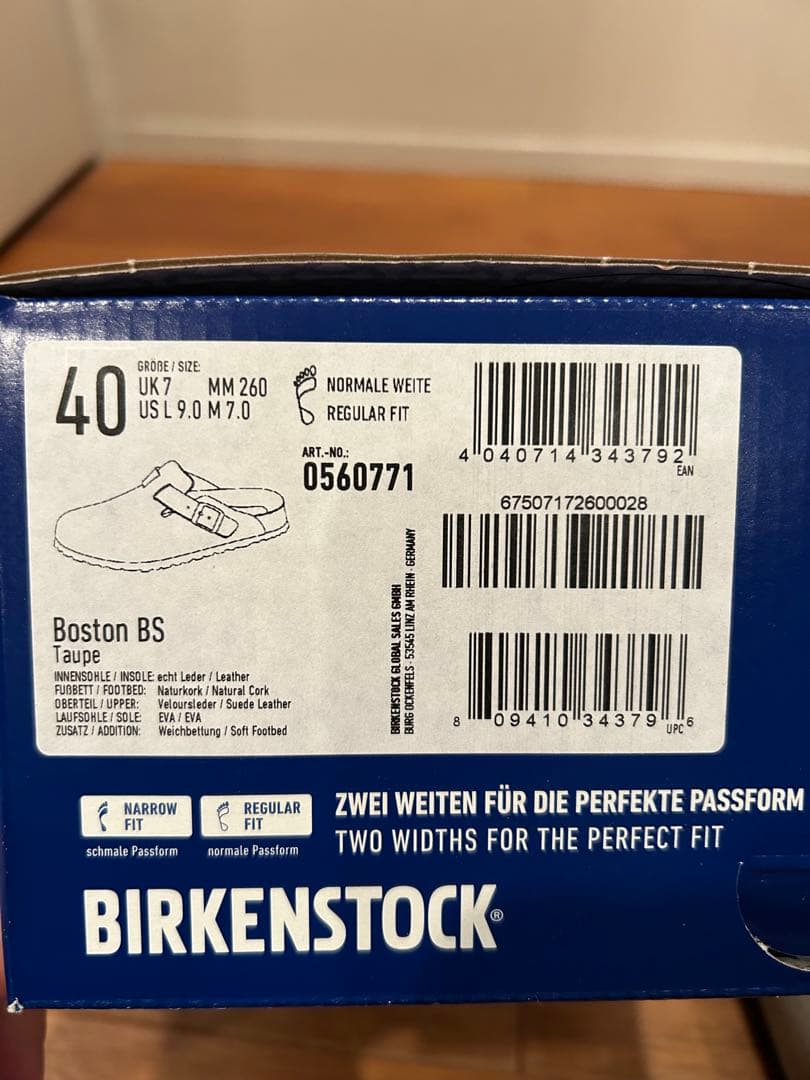 40
GRÖẞE / SIZE:
UK 7 MM 260
US L 9.0 M 7.0
NORMALE WEITE
REGULAR FIT
ART.-NO.:
0560771
4 040714 343792
EAN
67507172600028
BIRKENSTOCK GLOBAL SALES GMBH
BURG OCKENFELS - 53545 LINZ AM RHEIN - GERMANY
Boston BS
Taupe
INNENSOHLE / INSOLE: echt Leder / Leather
FUẞBETT / FOOTBED: Naturkork / Natural Cork
OBERTEIL / UPPER: Veloursleder / Suede Leather
LAUFSOHLE / SOLE: EVA / EVA
ZUSATZ / ADDITION: Weichbettung / Soft Footbed
8 09410 34379 6
UPC
NARROW
FIT
schmale Passform
REGULAR
FIT
normale Passform
ZWEI WEITEN FÜR DIE PERFEKTE PASSFORM
TWO WIDTHS FOR THE PERFECT FIT
BIRKENSTOCK®